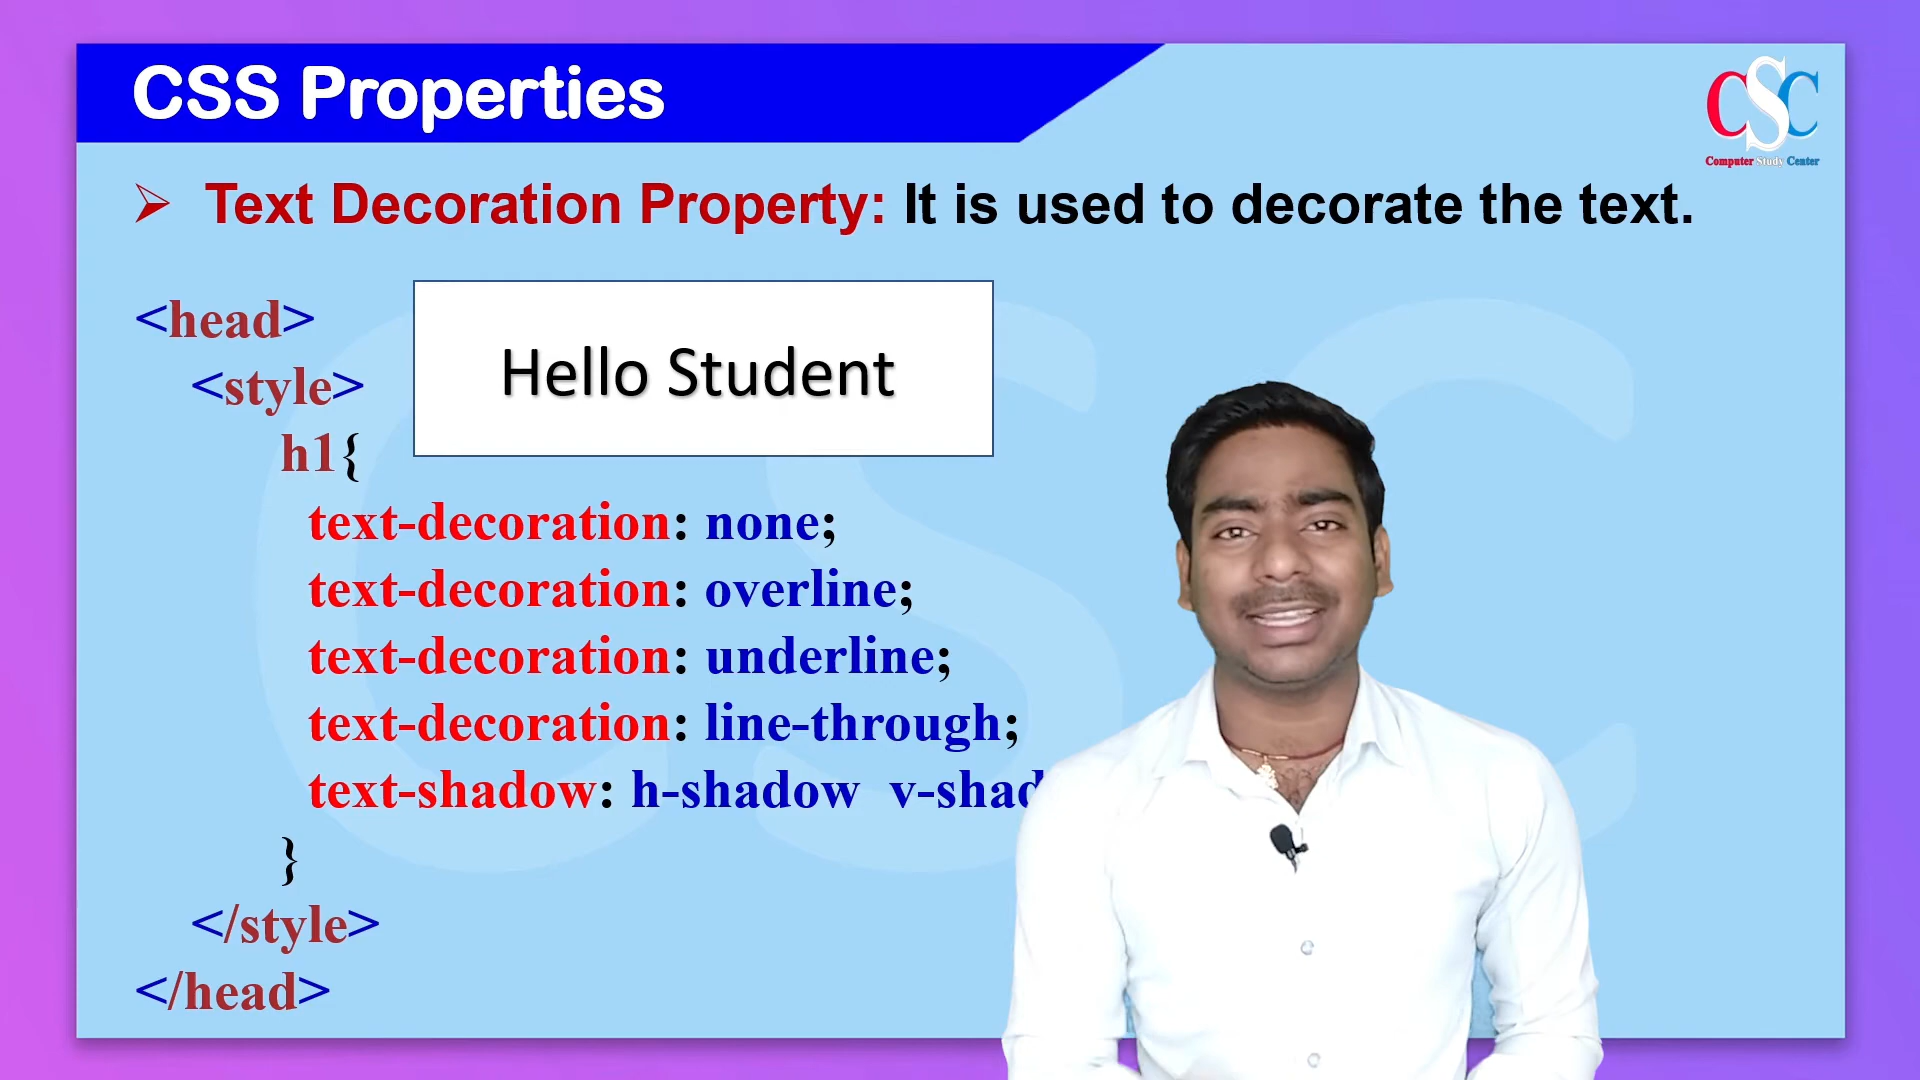 CSS Properties
CSC
Computer Study Center
Text Decoration Property: It is used to decorate the text.
<head>
Hello Student
<style>
h1{
text-decoration: none;
text-decoration: overline;
text-decoration: underline;
text-decoration: line-through;
text-shadow: h-shadow
}
</style>
</head>